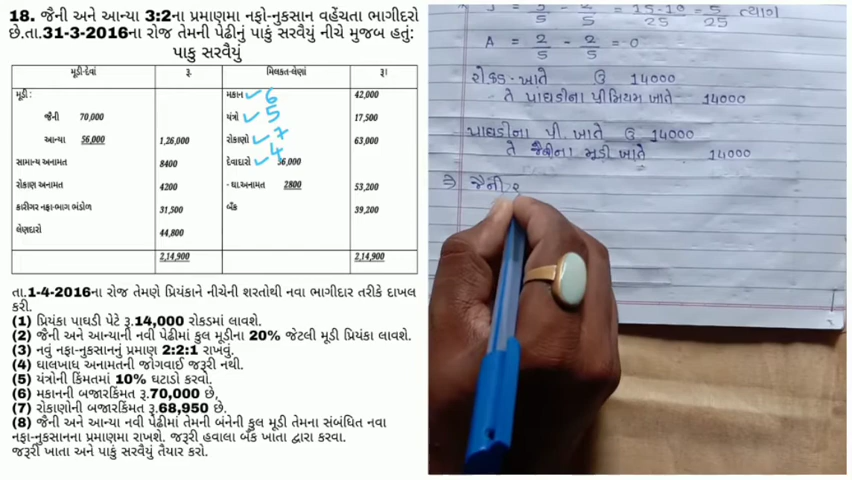 18. જૈની અને આન્યા 3:2ના પ્રમાણમા નફો-નુકસાન વહેંચતા ભાગીદારો
છે.તા.31-3-2016ના રોજ તેમની પેઢીનું પાકું સરવૈયું નીચે મુજબ હતું:
પાકુ સરવૈયું
મૂડી-દેવાં રૂ. મિલકત-લેણાં રૂ।
મૂડી: મકાન 6 42,000
જૈની 70,000 યંત્રો 5 17,500
આન્યા 56,000 1,26,000 રોકાણો 7 63,000
સામાન્ય અનામત 8400 દેવાદારો 4 56,000
રોકાણ અનામત 4200 - ઘા.અનામત 2800 53,200
કારીગર નફા-ભાગ ભંડોળ 31,500 બેંક 39,200
લેણદારો 44,800
2,14,900 2,14,900
તા.1-4-2016ના રોજ તેમણે પ્રિયંકાને નીચેની શરતોથી નવા ભાગીદાર તરીકે દાખલ
કરી.
(1) પ્રિયંકા પાઘડી પેટે રૂ.14,000 રોકડમાં લાવશે.
(2) જૈની અને આન્યાની નવી પેઢીમાં કુલ મૂડીના 20% જેટલી મૂડી પ્રિયંકા લાવશે.
(3) નવું નફા-નુકસાનનું પ્રમાણ 2:2:1 રાખવું.
(4) ઘાલખાધ અનામતની જોગવાઈ જરૂરી નથી.
(5) યંત્રોની કિંમતમાં 10% ઘટાડો કરવો.
(6) મકાનની બજારકિંમત રૂ.70,000 છે,
(7) રોકાણોની બજારકિંમત રૂ.68,950 છે.
(8) જૈની અને આન્યા નવી પેઢીમાં તેમની બંનેની કુલ મૂડી તેમના સંબંધિત નવા
નફા-નુકસાનના પ્રમાણમા રાખશે. જરૂરી હવાલા બેંક ખાતા દ્વારા કરવા.
જરૂરી ખાતા અને પાકું સરવૈયું તૈયાર કરો.
J = 3/5 - 2/5 = 15-10/25 = 5/25 ત્યાગ
A = 2/5 - 2/5 = 0
રોકડ ખાતે ઉ 14000
તે પાઘડીના પ્રીમિયમ ખાતે 14000
પાઘડીના પ્રી. ખાતે ઉ 14000
તે જૈનીના મૂડી ખાતે 14000
જૈની